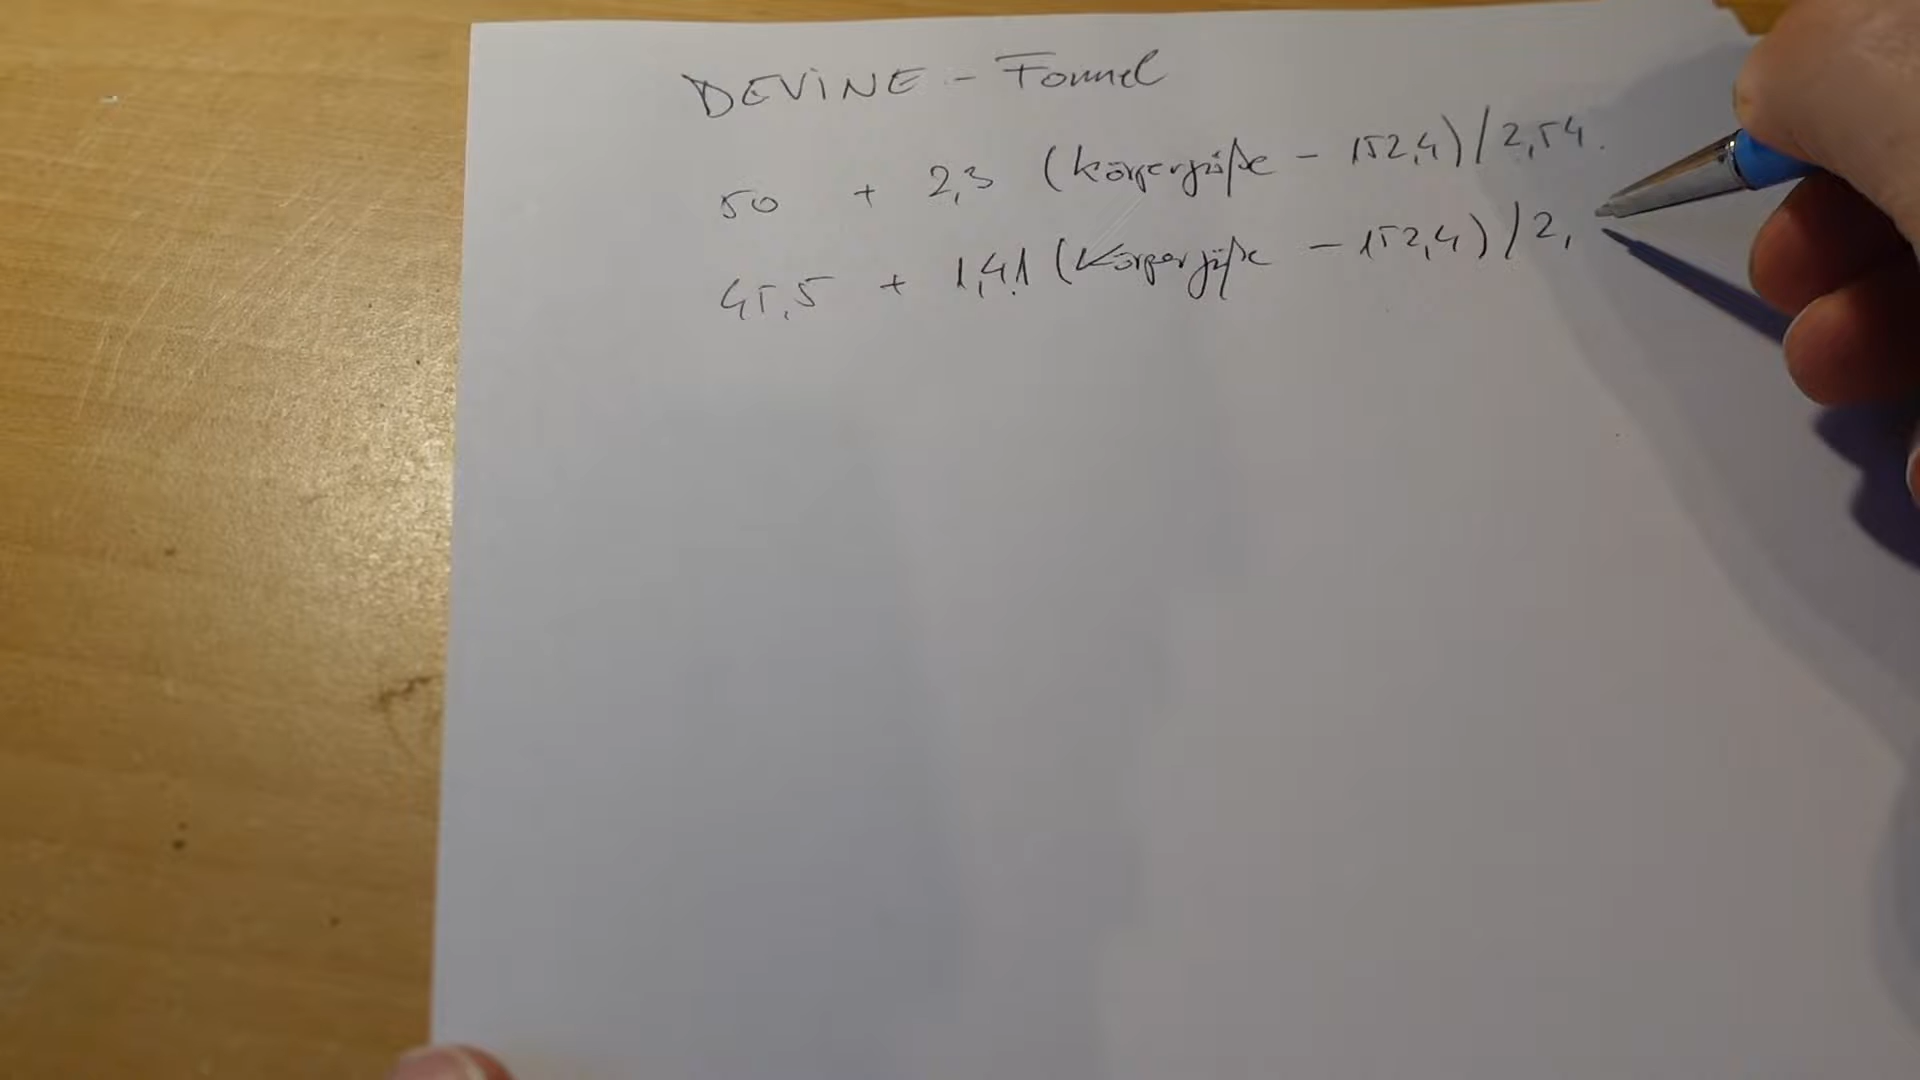 DEVINE - Formel
50 + 2,3 (Körpergröße - 152,4) / 2,54.
45,5 + 1,41 (Körpergröße - 152,4) / 2,